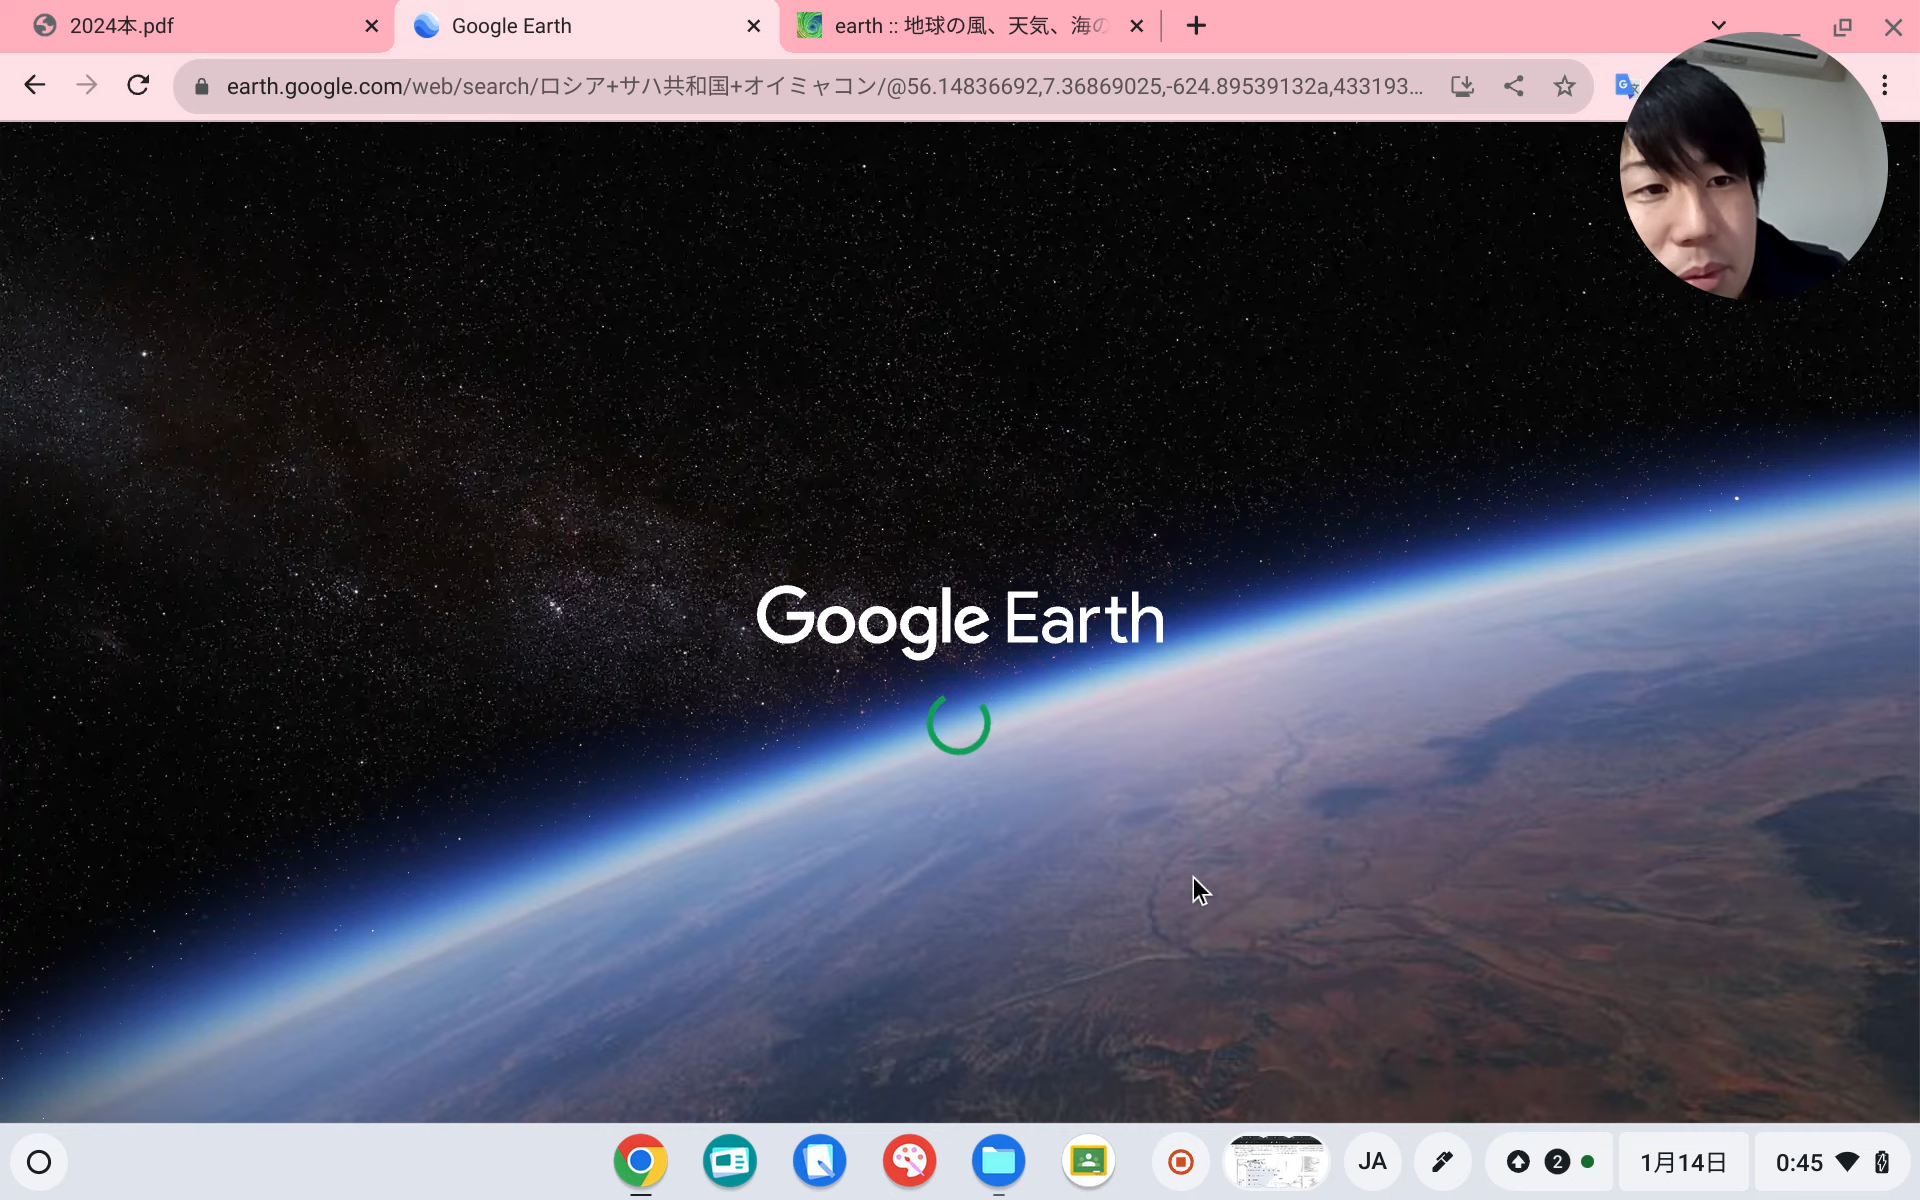 2024本.pdf
Google Earth
earth :: 地球の風、天気、海の
earth.google.com/web/search/ロシア+サハ共和国+オイミャコン/@56.14836692,7.36869025,-624.89539132a,433193...
Google Earth
JA
2
1月14日
0:45